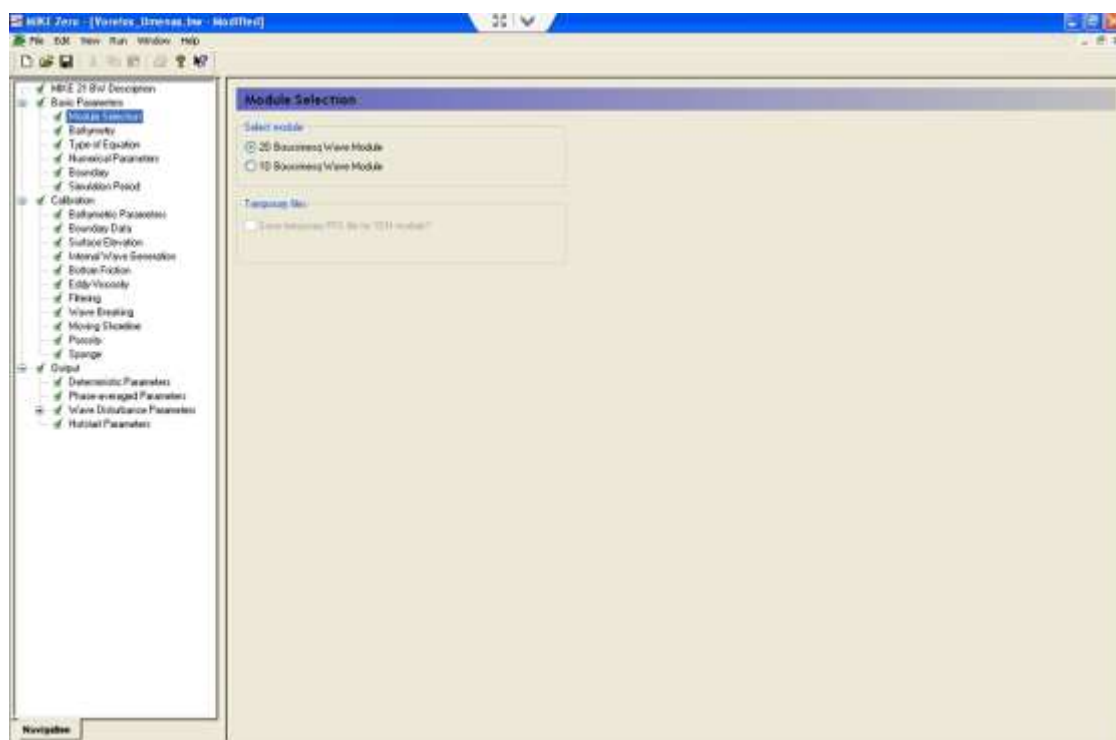 MIKE Zero - [Voreios_limenas.bw - Modified]
File Edit View Run Window Help
MIKE 21 BW Description
Basic Parameters
Module Selection
Bathymetry
Type of Equation
Numerical Parameters
Boundary
Simulation Period
Calibration
Bathymetric Parameters
Boundary Data
Surface Elevation
Internal Wave Generation
Bottom Friction
Eddy Viscosity
Filtering
Wave Breaking
Moving Shoreline
Porosity
Sponge
Output
Deterministic Parameters
Phase-averaged Parameters
Wave Disturbance Parameters
Hotstart Parameters
Navigation
Module Selection
Select module
2D Boussinesq Wave Module
1D Boussinesq Wave Module
Temporary files
Save temporary